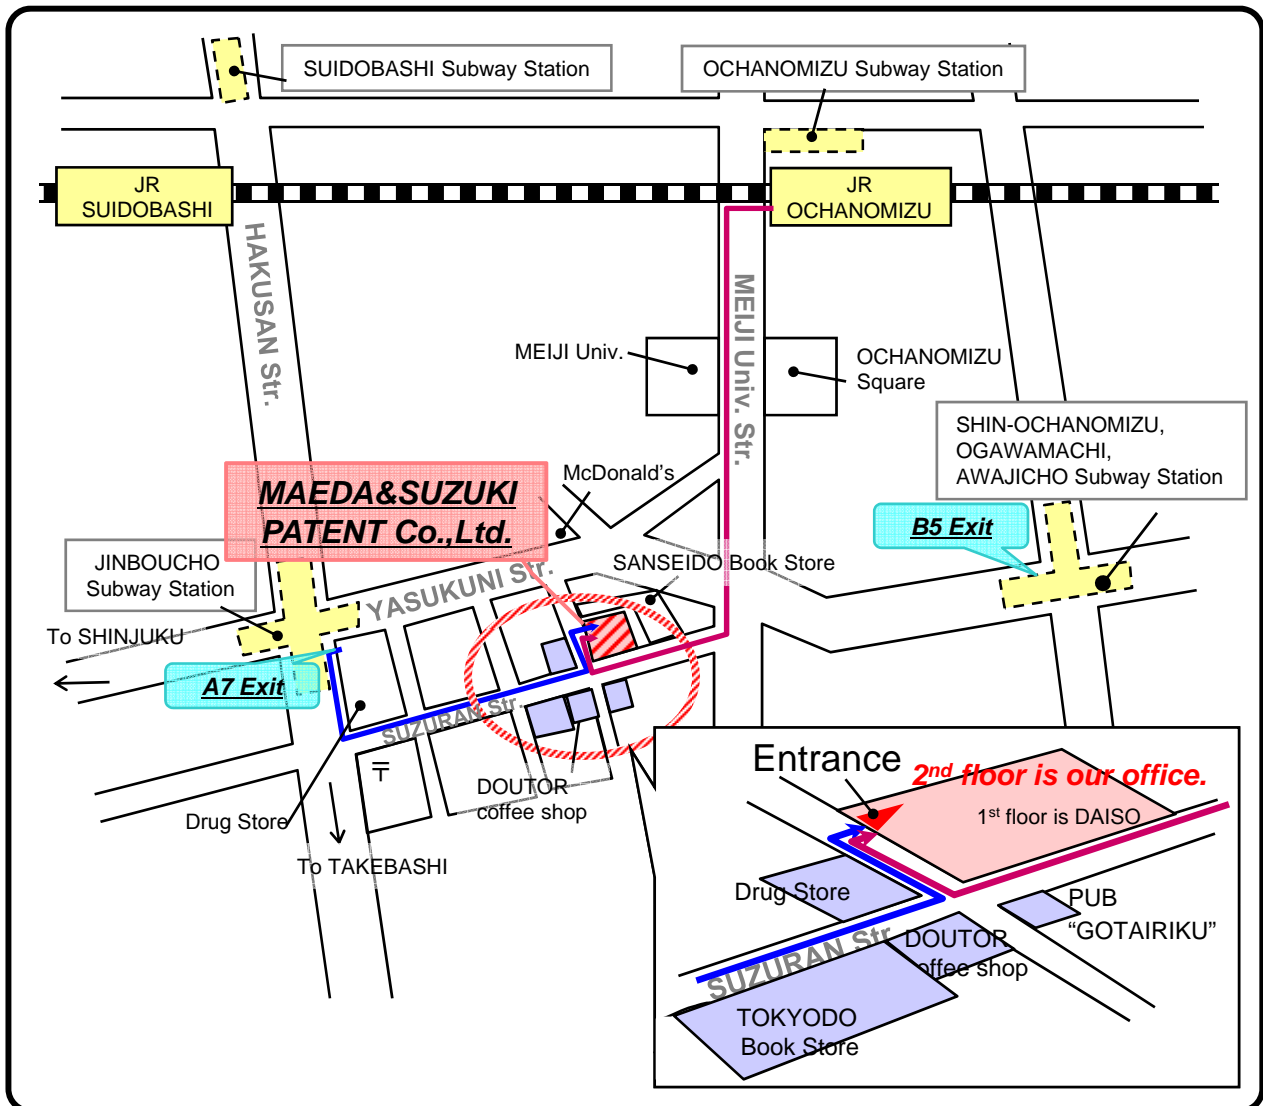 SUIDOBASHI Subway Station
OCHANOMIZU Subway Station
JR
SUIDOBASHI
JR
OCHANOMIZU
HAKUSAN Str.
MEIJI Univ. Str.
MEIJI Univ.
OCHANOMIZU
Square
SHIN-OCHANOMIZU,
OGAWAMACHI,
AWAJICHO Subway Station
McDonald's
MAEDA&SUZUKI
PATENT Co.,Ltd.
B5 Exit
JINBOUCHO
Subway Station
YASUKUNI Str.
SANSEIDO Book Store
To SHINJUKU
A7 Exit
SUZURAN Str.
〒
DOUTOR
coffee shop
Drug Store
To TAKEBASHI
Entrance
2nd floor is our office.
1st floor is DAISO
Drug Store
PUB
“GOTAIRIKU”
SUZURAN Str
DOUTOR
coffee shop
TOKYODO
Book Store